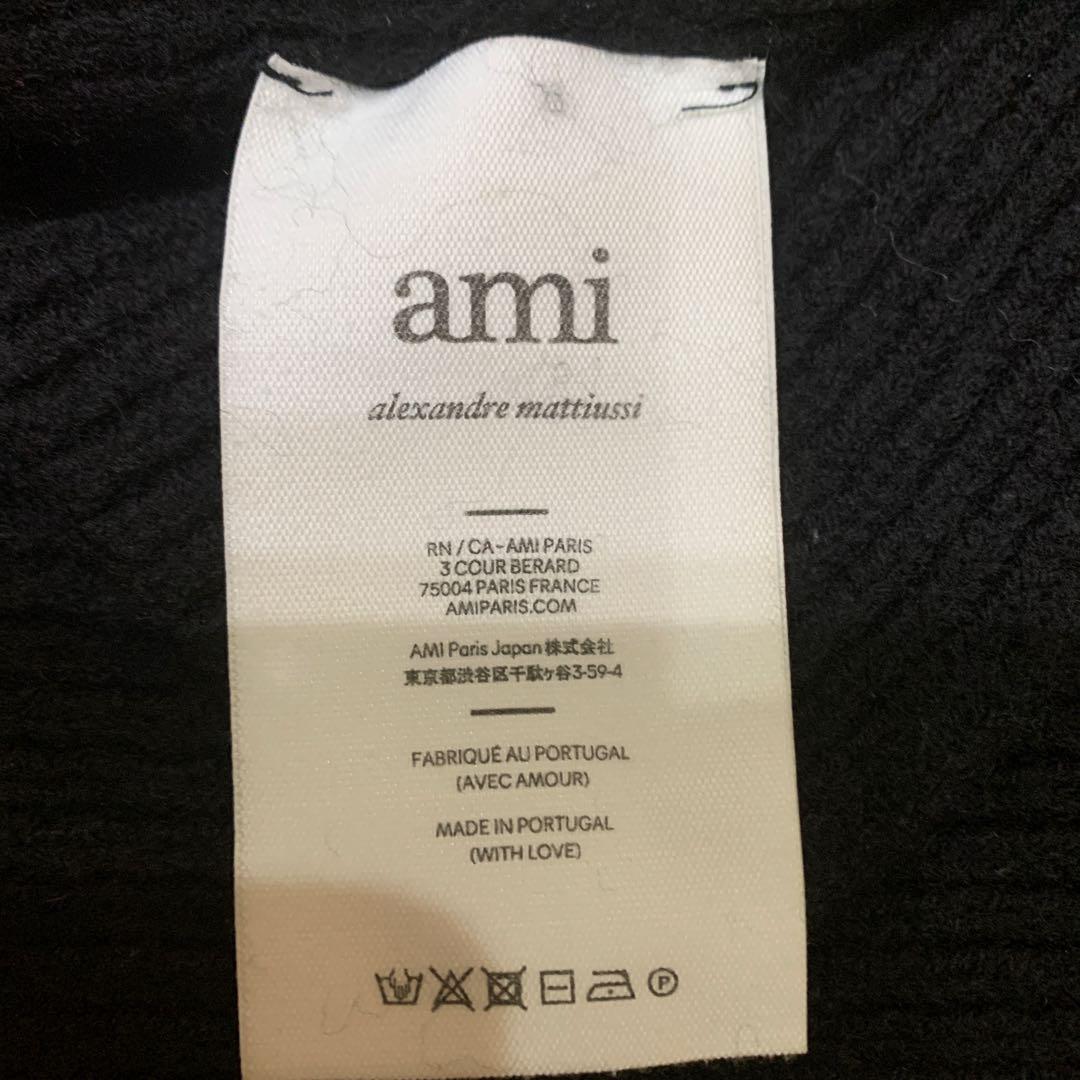 ami
alexandre mattiussi
RN / CA-AMI PARIS
3 COUR BERARD
75004 PARIS FRANCE
AMIPARIS.COM
AMI Paris Japan 株式会社
東京都渋谷区千駄ヶ谷3-59-4
FABRIQUÉ AU PORTUGAL
(AVEC AMOUR)
MADE IN PORTUGAL
(WITH LOVE)
P